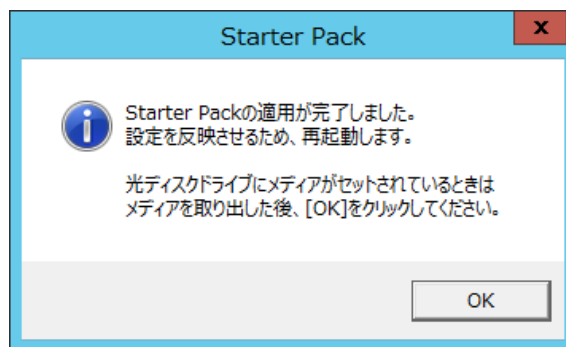 Starter Pack
x
Starter Packの適用が完了しました。
設定を反映させるため、再起動します。
光ディスクドライブにメディアがセットされているときは
メディアを取り出した後、[OK]をクリックしてください。
OK